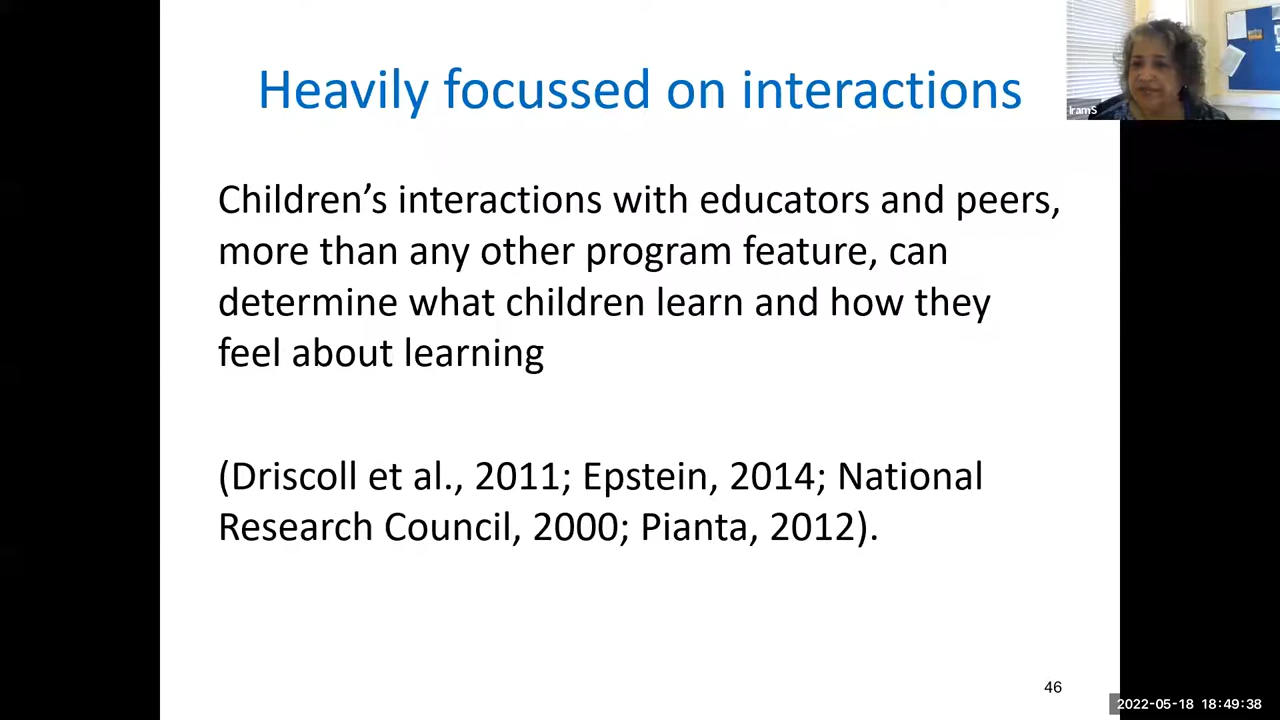 Heavily focussed on interactions
IramS
Children’s interactions with educators and peers,
more than any other program feature, can
determine what children learn and how they
feel about learning
(Driscoll et al., 2011; Epstein, 2014; National
Research Council, 2000; Pianta, 2012).
46
2022-05-18 18:49:38